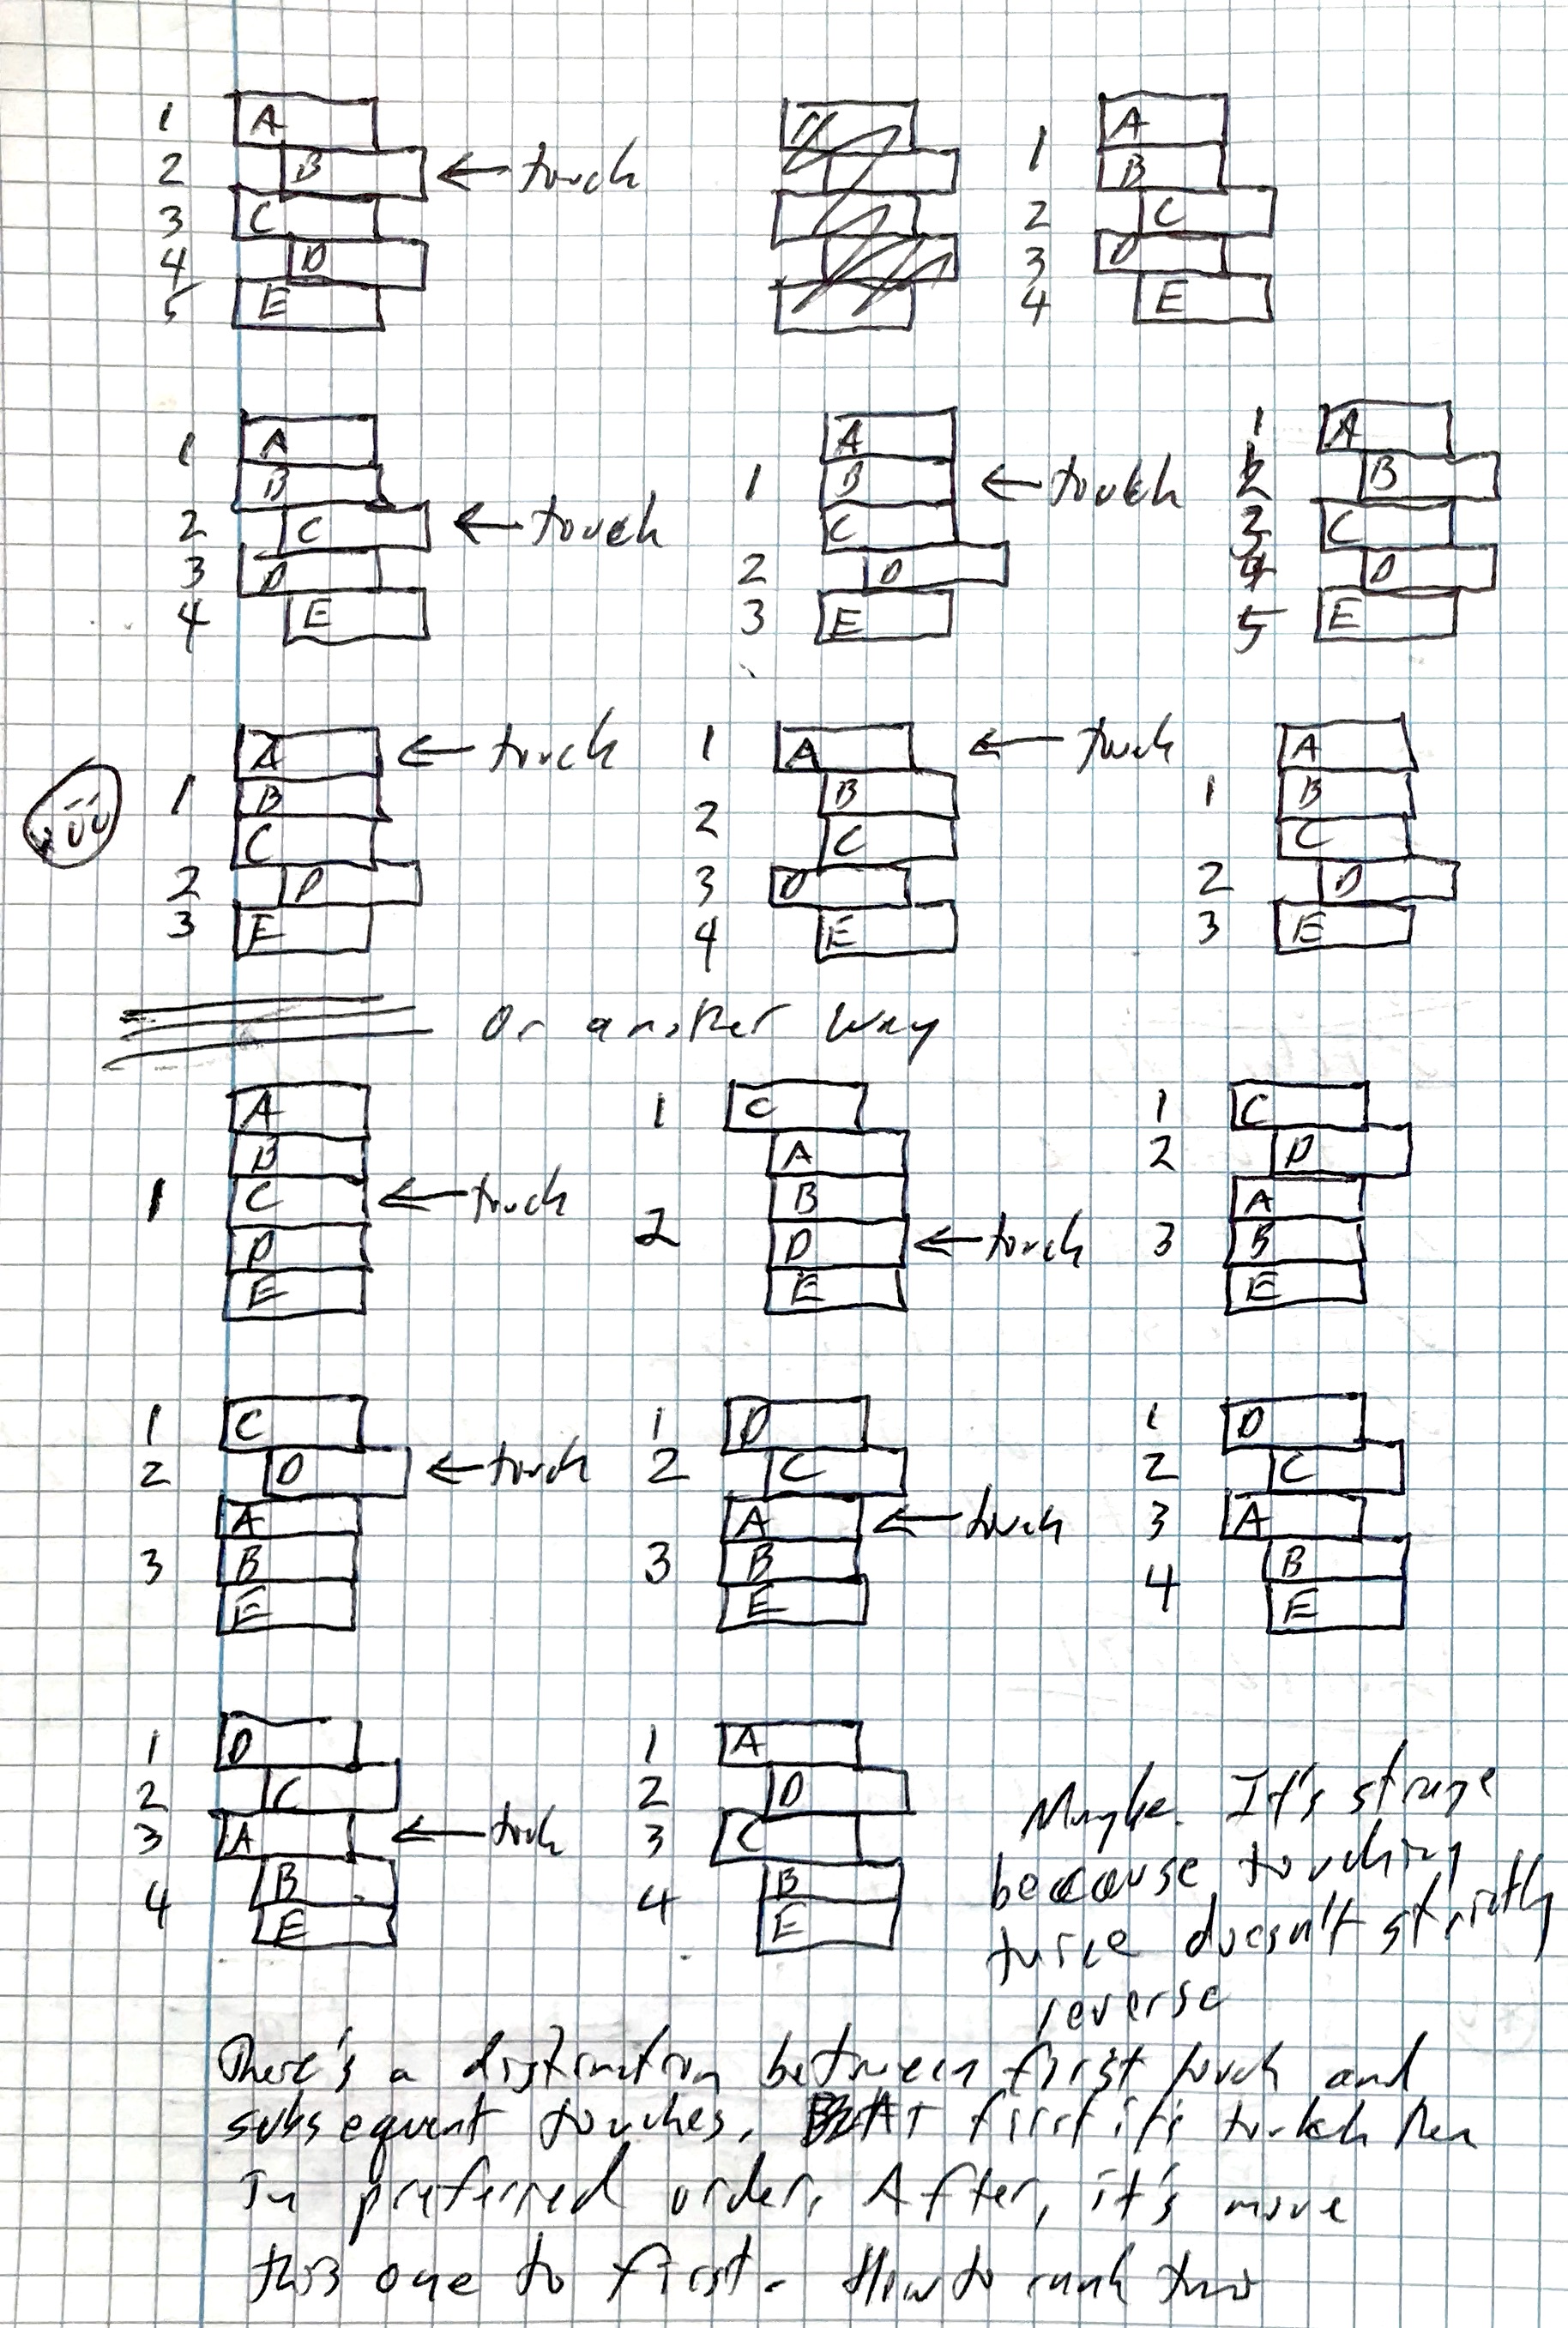 1 A
2 B ← touch
3 C
4 D
5 E
A
1
B
2 C
3 D
4 E
A
1
B
2 C ← touch
3 D
4 E
A
1 B ← touch
C
2 D
3 E
1 A
2 B
3 C
4 D
5 E
A ← touch
1 B
C
2 D
3 E
1 A ← touch
B
2
C
3 D
4 E
A
1 B
C
2 D
3 E
Or another way
A
B
1 C ← touch
D
E
1 C
A
B
2 D ← touch
E
1 C
2 D
A
3 B
E
1 C
2 D ← touch
A
3 B
E
1 D
2 C
A ← touch
3 B
E
1 D
2 C
3 A
B
4
E
1 D
2 C
3 A ← touch
B
4
E
1 A
2 D
3 C
B
4
E
Maybe. It's strange
because touching
twice doesn't strictly
reverse
There's a distinction between first touch and
subsequent touches. At first it's touch then
In preferred order. After, it's move
this one to first. How to rank two